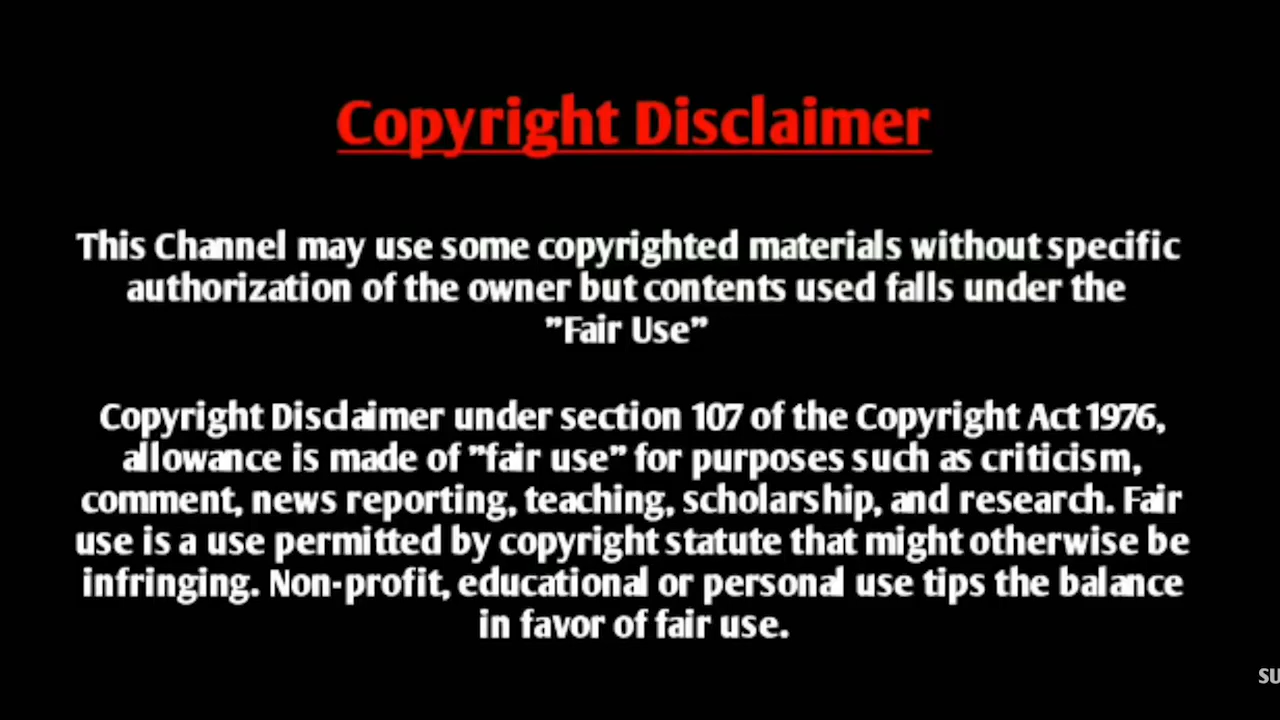 Copyright Disclaimer
This Channel may use some copyrighted materials without specific
authorization of the owner but contents used falls under the
"Fair Use"
Copyright Disclaimer under section 107 of the Copyright Act 1976,
allowance is made of "fair use" for purposes such as criticism,
comment, news reporting, teaching, scholarship, and research. Fair
use is a use permitted by copyright statute that might otherwise be
infringing. Non-profit, educational or personal use tips the balance
in favor of fair use.
SU